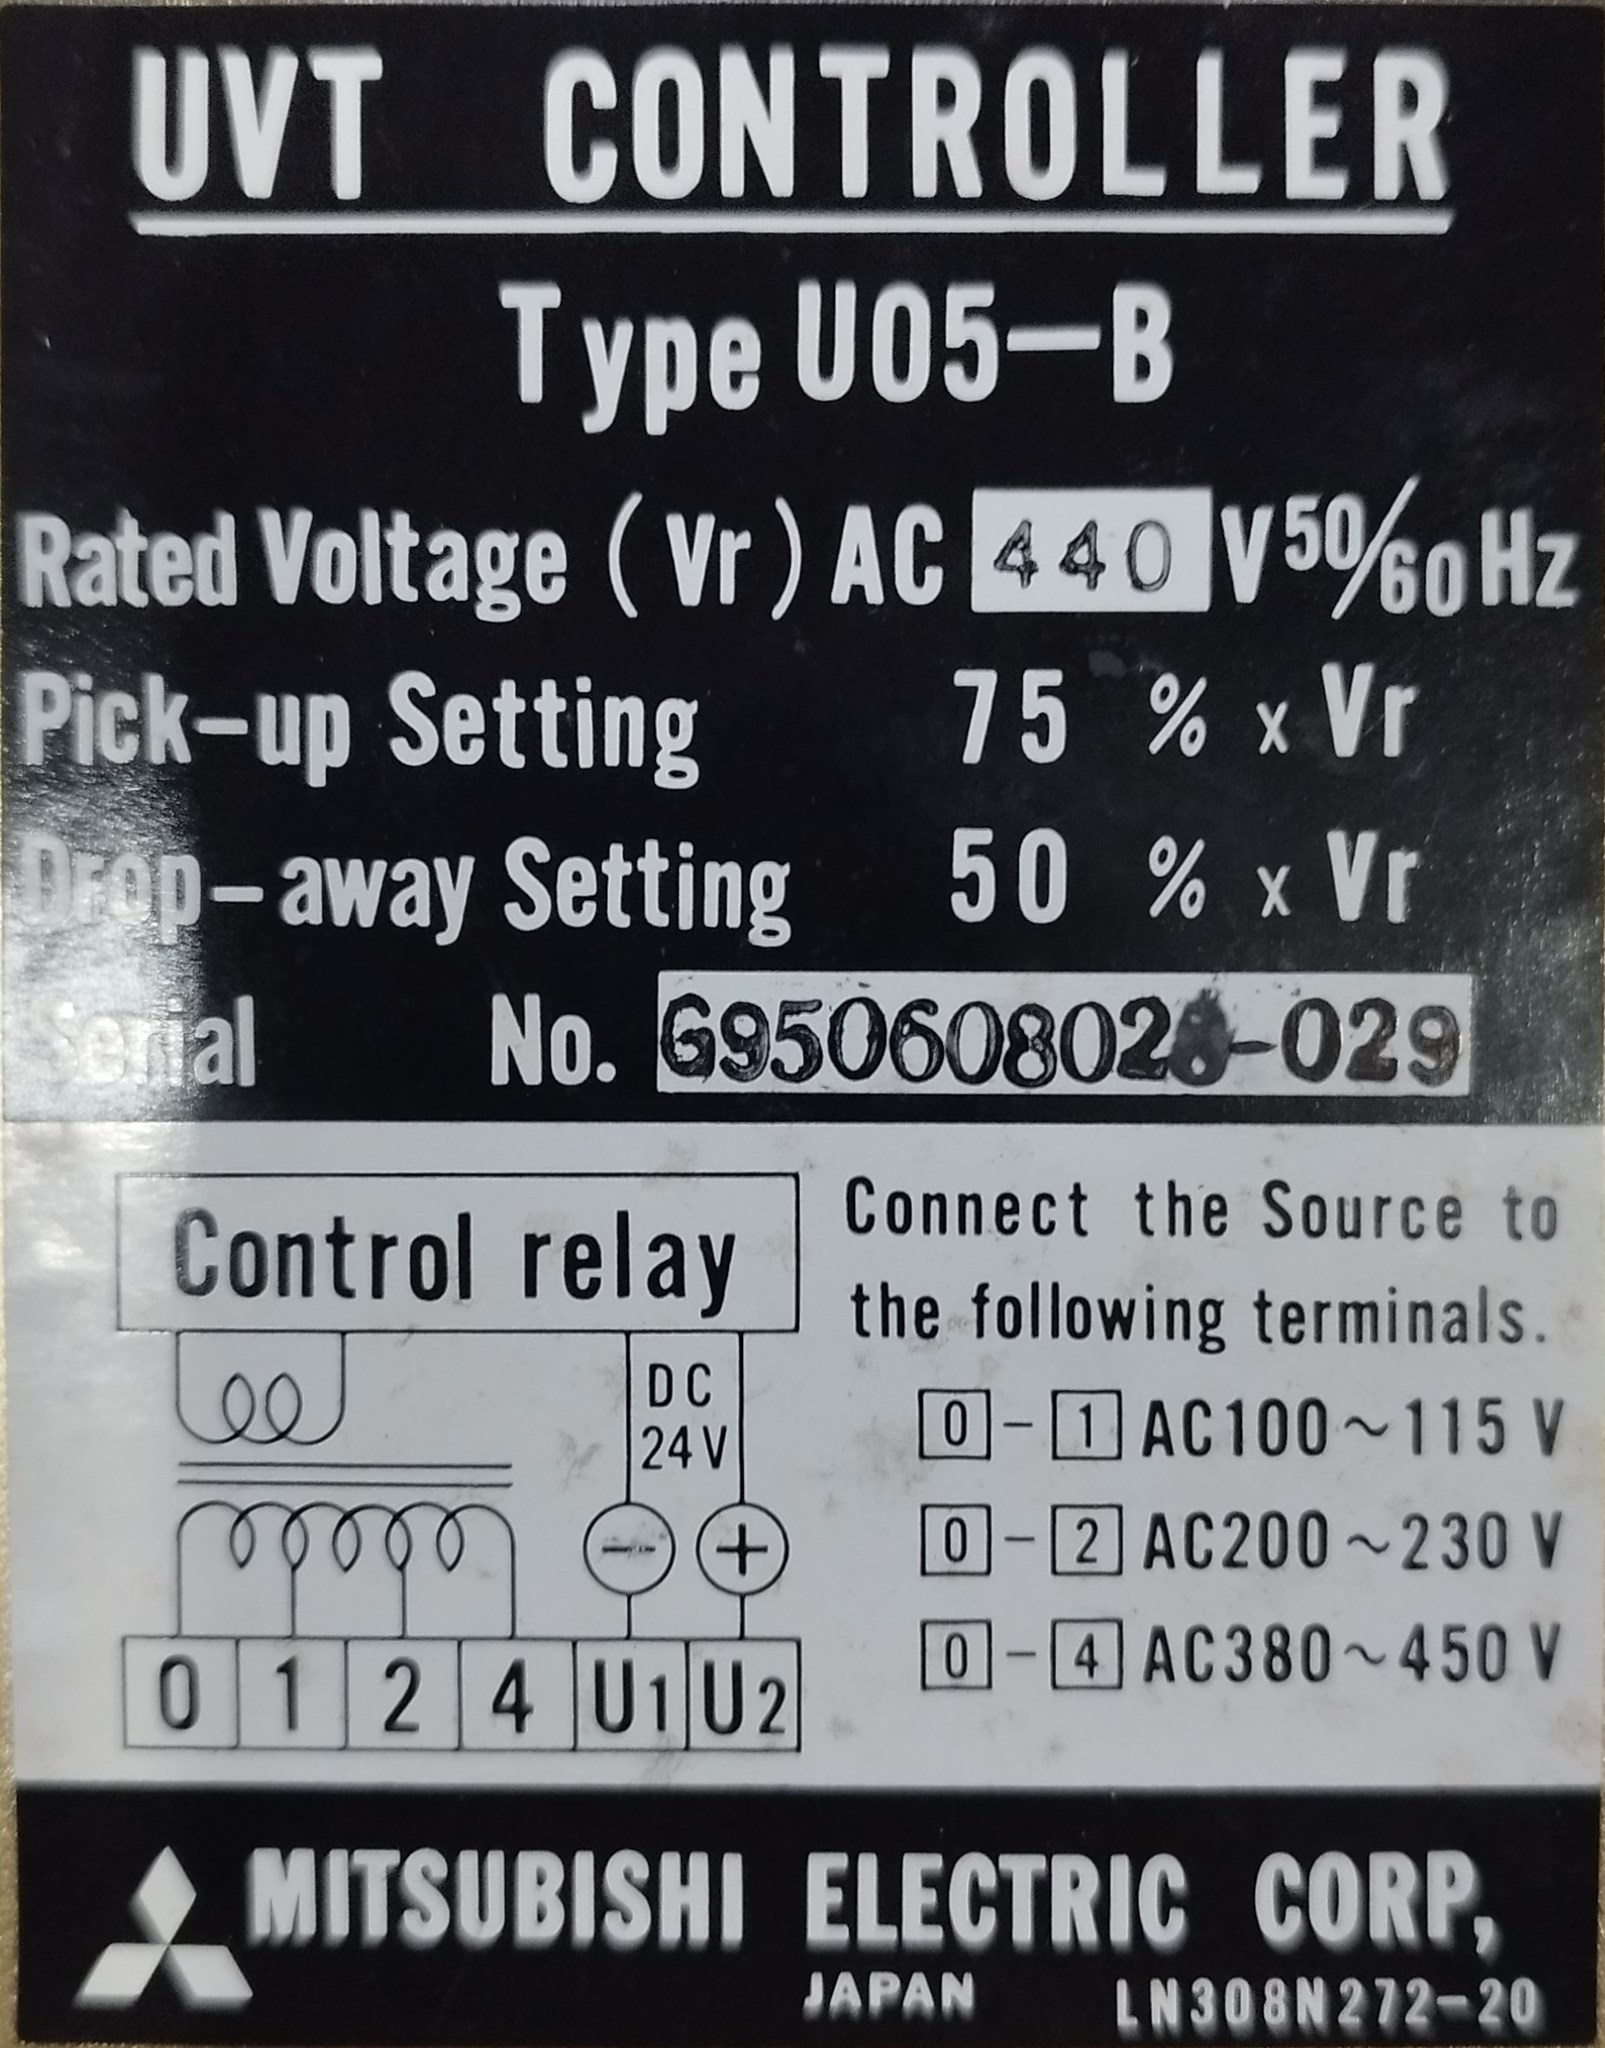 UVT CONTROLLER
Type U05-B
Rated Voltage (Vr) AC 440 V 50/60 Hz
Pick-up Setting 75 % x Vr
Drop-away Setting 50 % x Vr
Serial No.
Control relay
DC
24V
− +
0 1 2 4 U1 U2
Connect the Source to
the following terminals.
0 - 1 AC100~115 V
0 - 2 AC200~230 V
0 - 4 AC380~450 V
MITSUBISHI ELECTRIC CORP,
JAPAN LN308N272-20